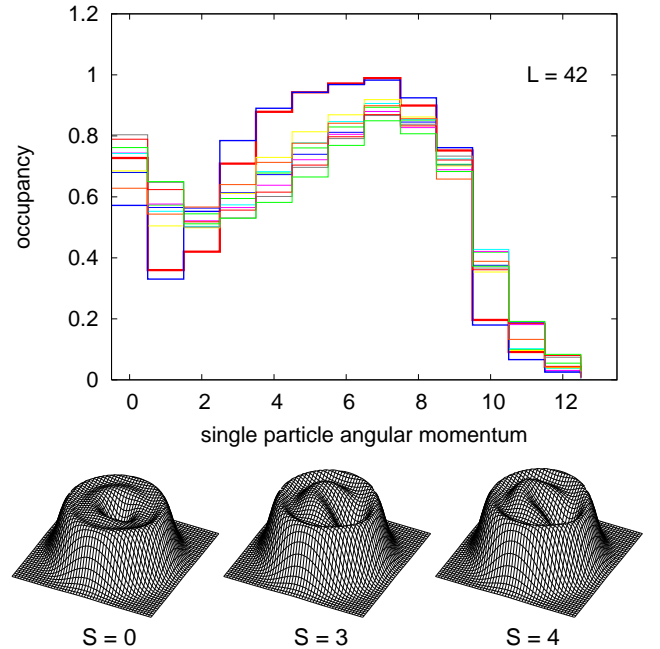 1.2
1
0.8
0.6
0.4
0.2
0
occupancy
L = 42
0 2 4 6 8 10 12
single particle angular momentum
S = 0 S = 3 S = 4